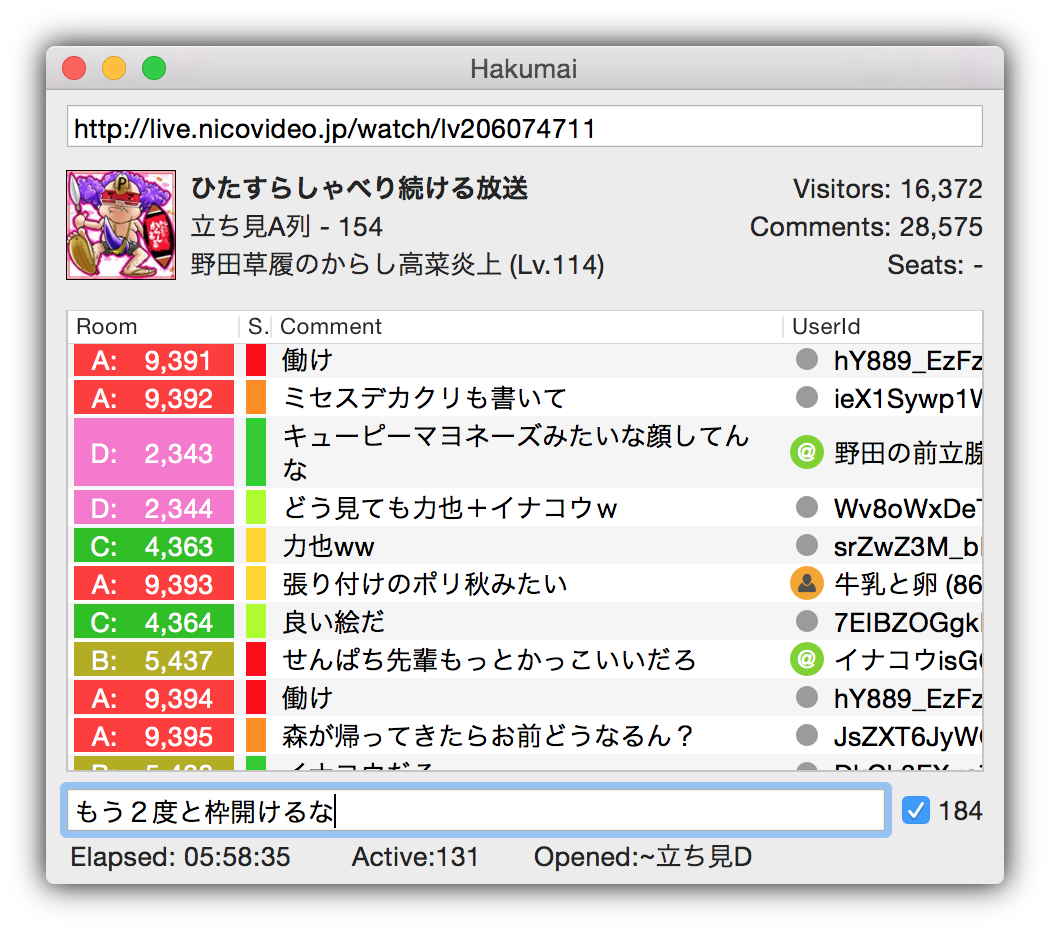 Hakumai
http://live.nicovideo.jp/watch/lv206074711
P
ひたすらしゃべり続ける放送
立ち見A列 - 154
野田草履のからし高菜炎上 (Lv.114)
Visitors: 16,372
Comments: 28,575
Seats: -
Room S. Comment UserId
A: 9,391 働け hY889_EzFz
A: 9,392 ミセスデカクリも書いて ieX1Sywp1W
D: 2,343 キューピーマヨネーズみたいな顔してん
な @ 野田の前立腺
D: 2,344 どう見ても力也+イナコウw Wv8oWxDeT
C: 4,363 力也ww srZwZ3M_b
A: 9,393 張り付けのポリ秋みたい 牛乳と卵 (86
C: 4,364 良い絵だ 7EIBZOGgk
B: 5,437 せんぱち先輩もっとかっこいいだろ @ イナコウisG
A: 9,394 働け hY889_EzFz
A: 9,395 森が帰ってきたらお前どうなるん？ JsZXT6JyW
イナコウだろ
もう２度と枠開けるな
184
Elapsed: 05:58:35 Active:131 Opened:~立ち見D